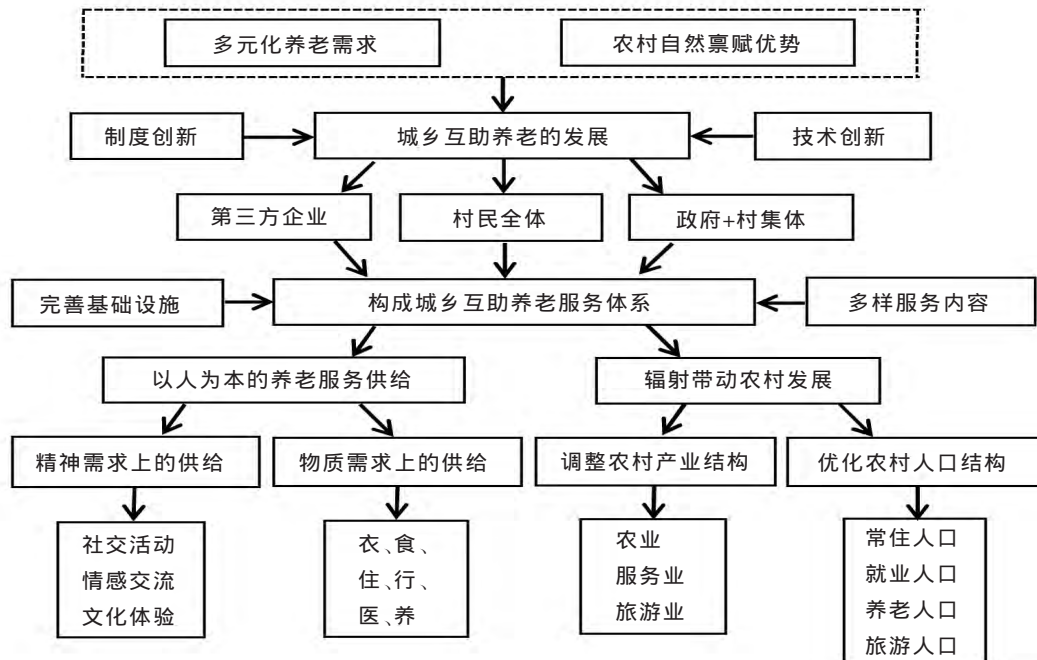 多元化养老需求
农村自然禀赋优势
制度创新
城乡互助养老的发展
技术创新
第三方企业
村民全体
政府+村集体
完善基础设施
构成城乡互助养老服务体系
多样服务内容
以人为本的养老服务供给
辐射带动农村发展
精神需求上的供给
物质需求上的供给
调整农村产业结构
优化农村人口结构
社交活动
情感交流
文化体验
衣、食、
住、行、
医、养
农业
服务业
旅游业
常住人口
就业人口
养老人口
旅游人口